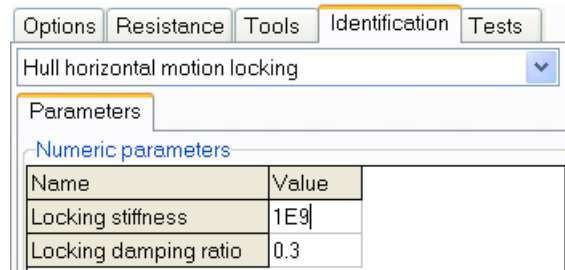 Options Resistance Tools Identification Tests
Hull horizontal motion locking
Parameters
Numeric parameters
Name Value
Locking stiffness 1E9
Locking damping ratio 0.3